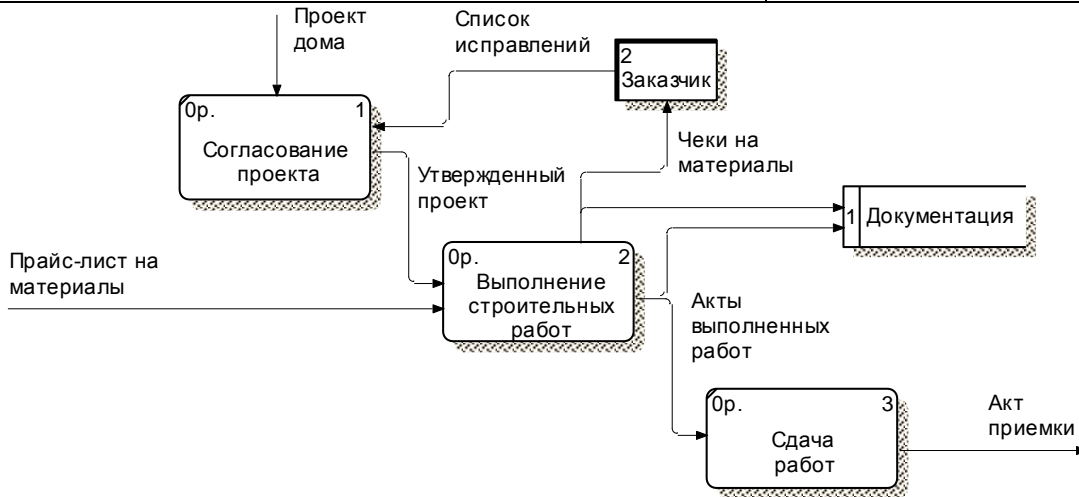 Проект
дома
Список
исправлений
2
Заказчик
0р. 1
Согласование
проекта
Чеки на
материалы
Утвержденный
проект
1 Документация
Прайс-лист на
материалы
0р. 2
Выполнение
строительных
работ
Акты
выполненных
работ
0р. 3
Сдача
работ
Акт
приемки